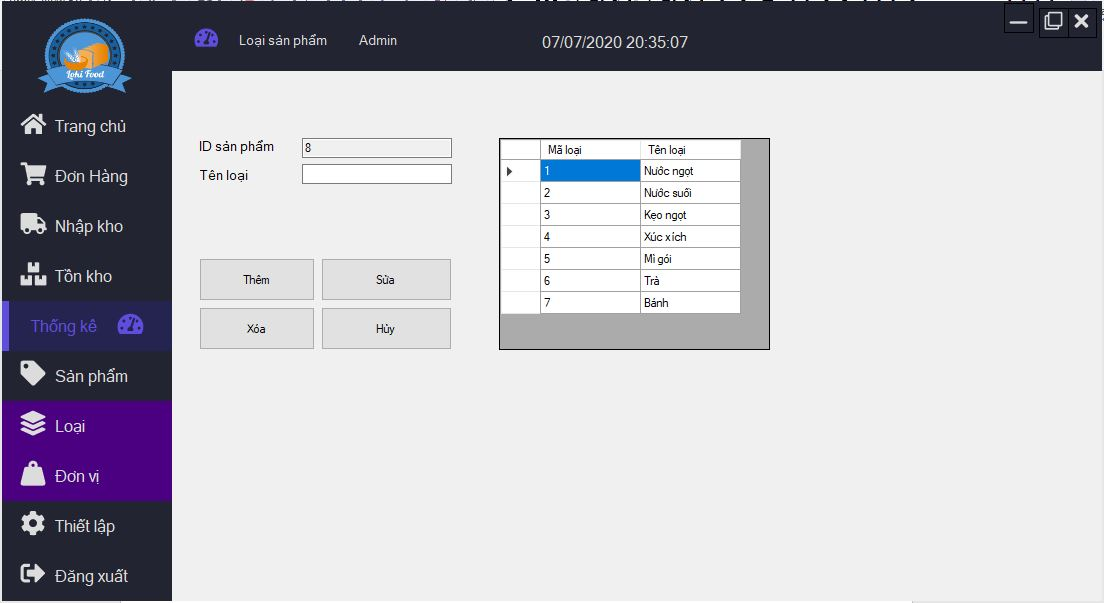 Loki Food
Loại sản phẩm
Admin
07/07/2020 20:35:07
Trang chủ
Đơn Hàng
Nhập kho
Tồn kho
Thống kê
Sản phẩm
Loại
Đơn vị
Thiết lập
Đăng xuất
ID sản phẩm 8
Tên loại
Thêm Sửa
Xóa Hủy
Mã loại Tên loại
1 Nước ngọt
2 Nước suối
3 Kẹo ngọt
4 Xúc xích
5 Mì gói
6 Trà
7 Bánh